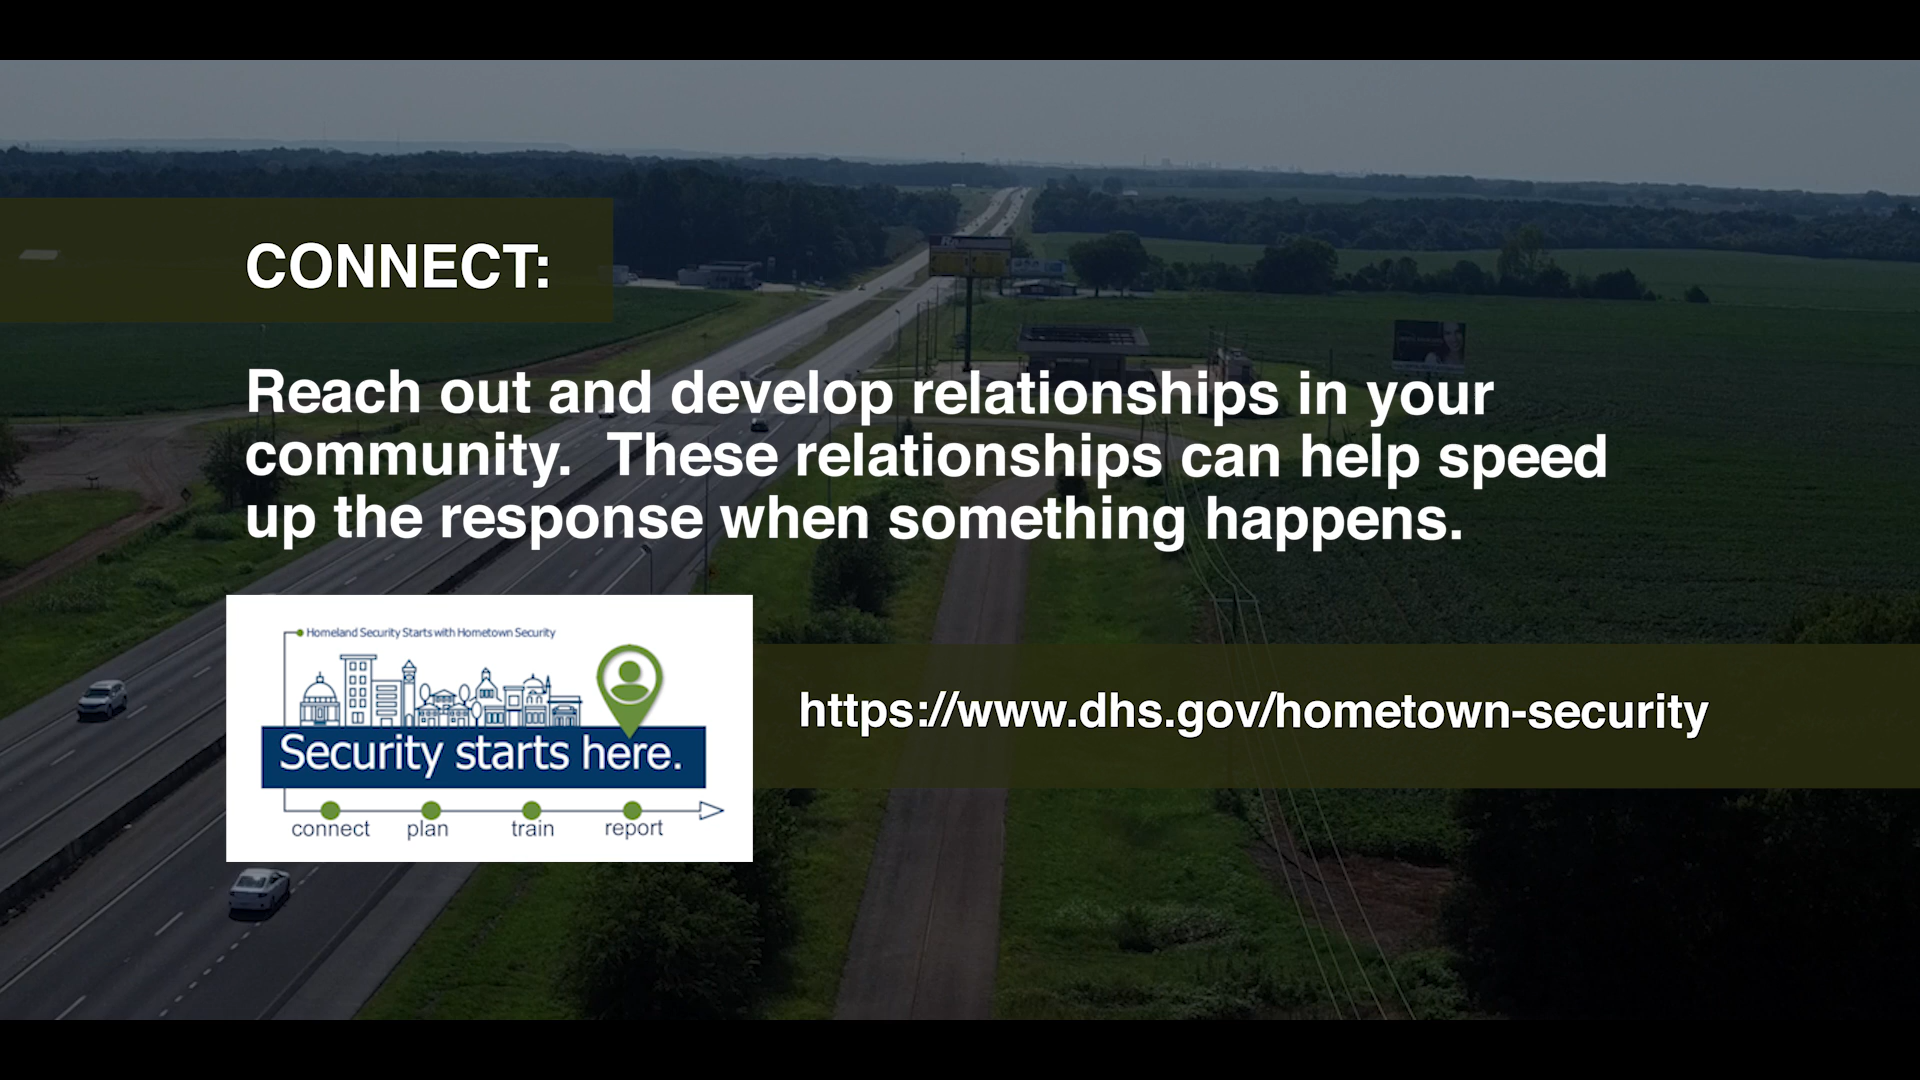 CONNECT:
Reach out and develop relationships in your
community.  These relationships can help speed
up the response when something happens.
Homeland Security Starts with Hometown Security
Security starts here.
connect plan train report
https://www.dhs.gov/hometown-security